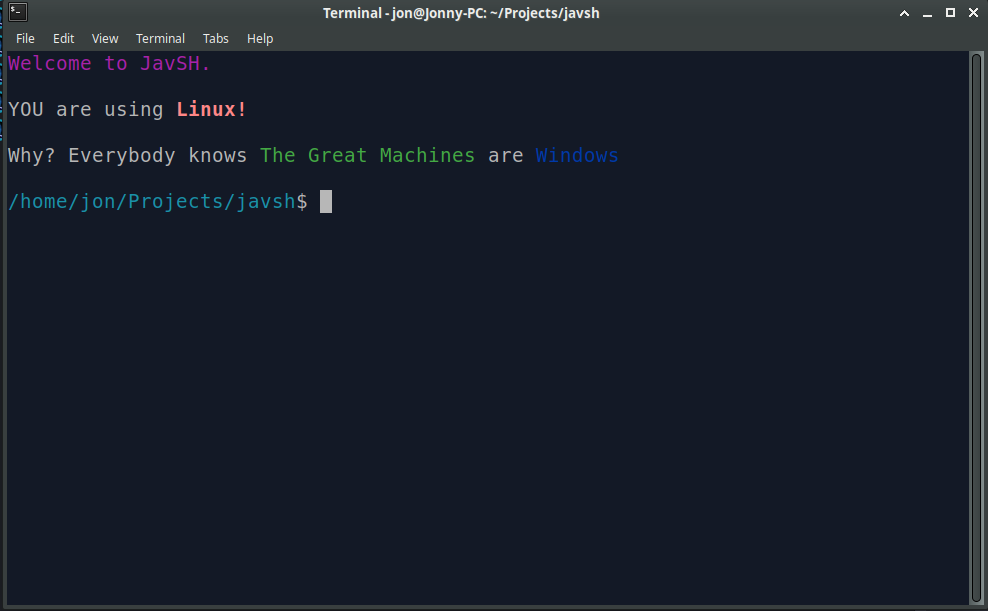 Terminal - jon@Jonny-PC: ~/Projects/javsh
File Edit View Terminal Tabs Help
Welcome to JavSH.
YOU are using Linux!
Why? Everybody knows The Great Machines are Windows
/home/jon/Projects/javsh$